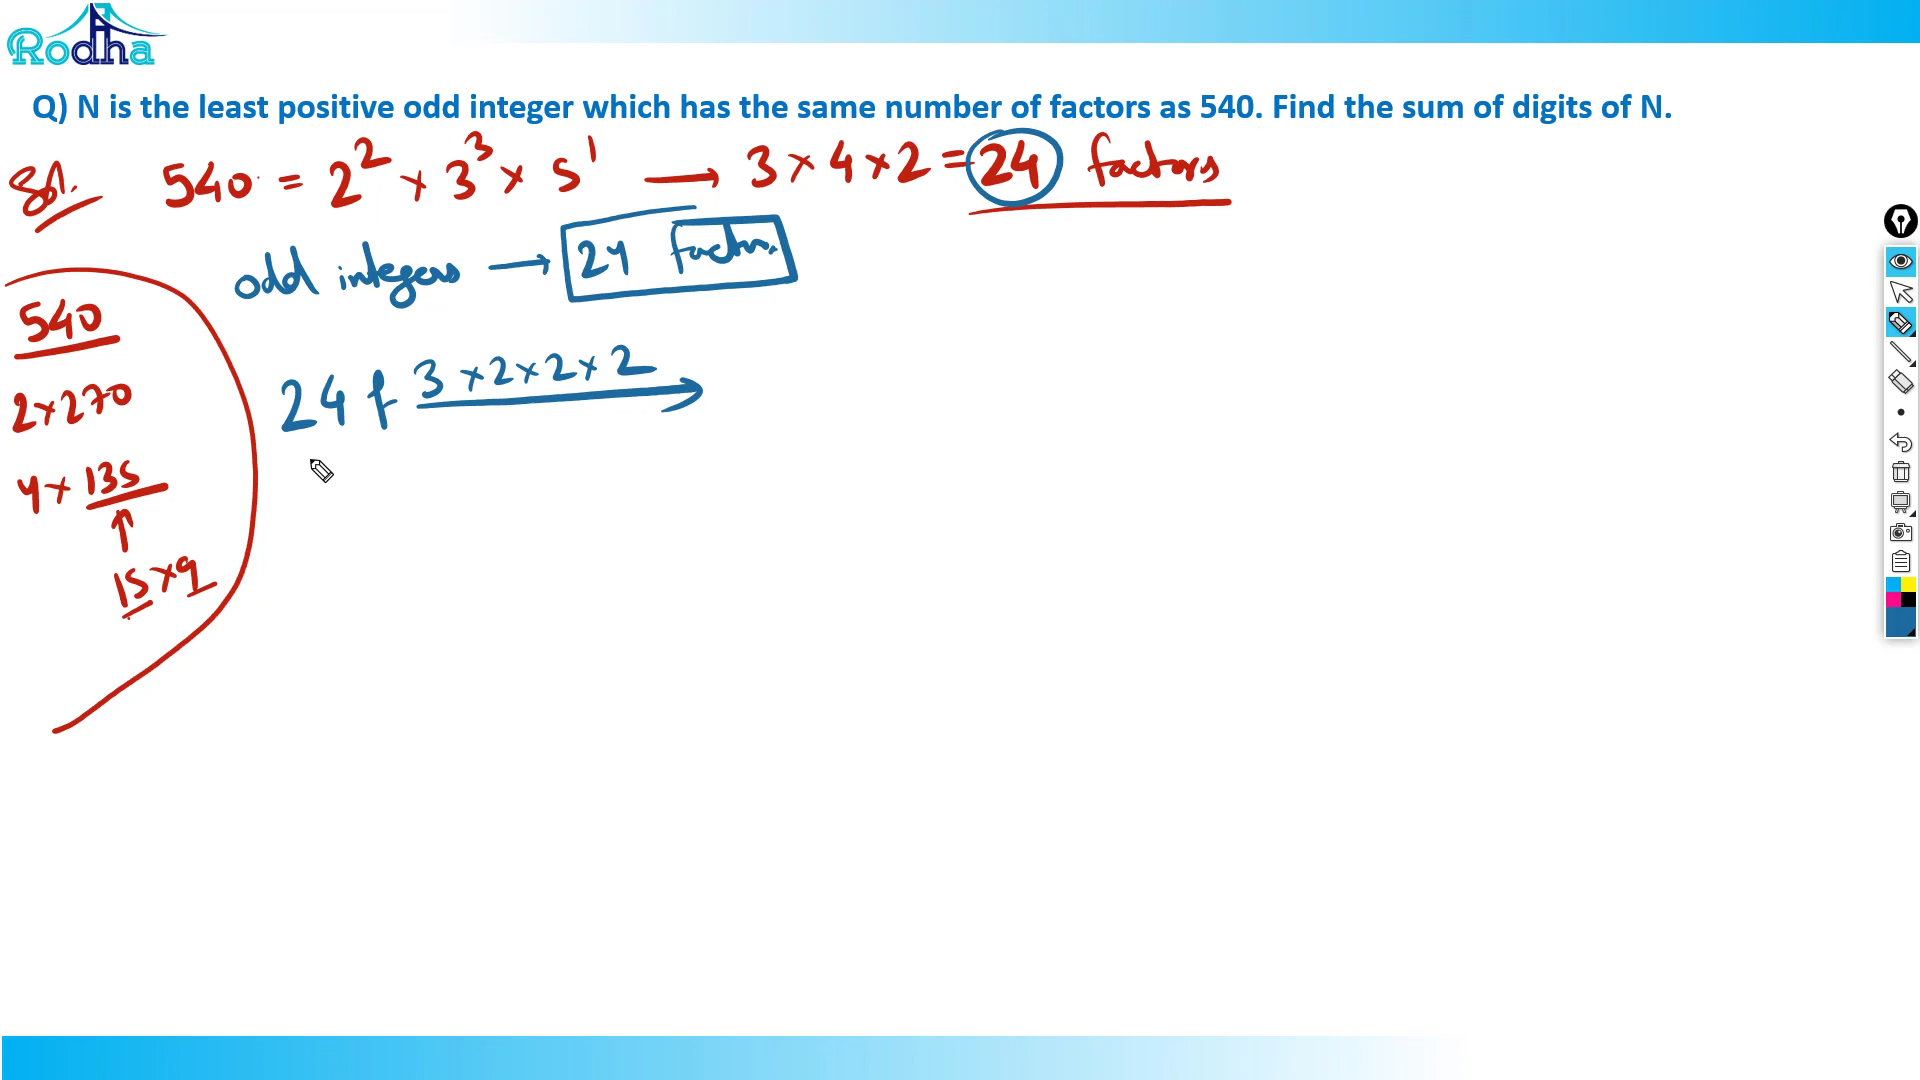 Rodha
Q) N is the least positive odd integer which has the same number of factors as 540. Find the sum of digits of N.
Sol. 540 = 2² × 3³ × 5¹ → 3 × 4 × 2 = 24 factors
odd integers → 24 factors
540
2×270
4×135
↑
15×9
24 f 3×2×2×2 →